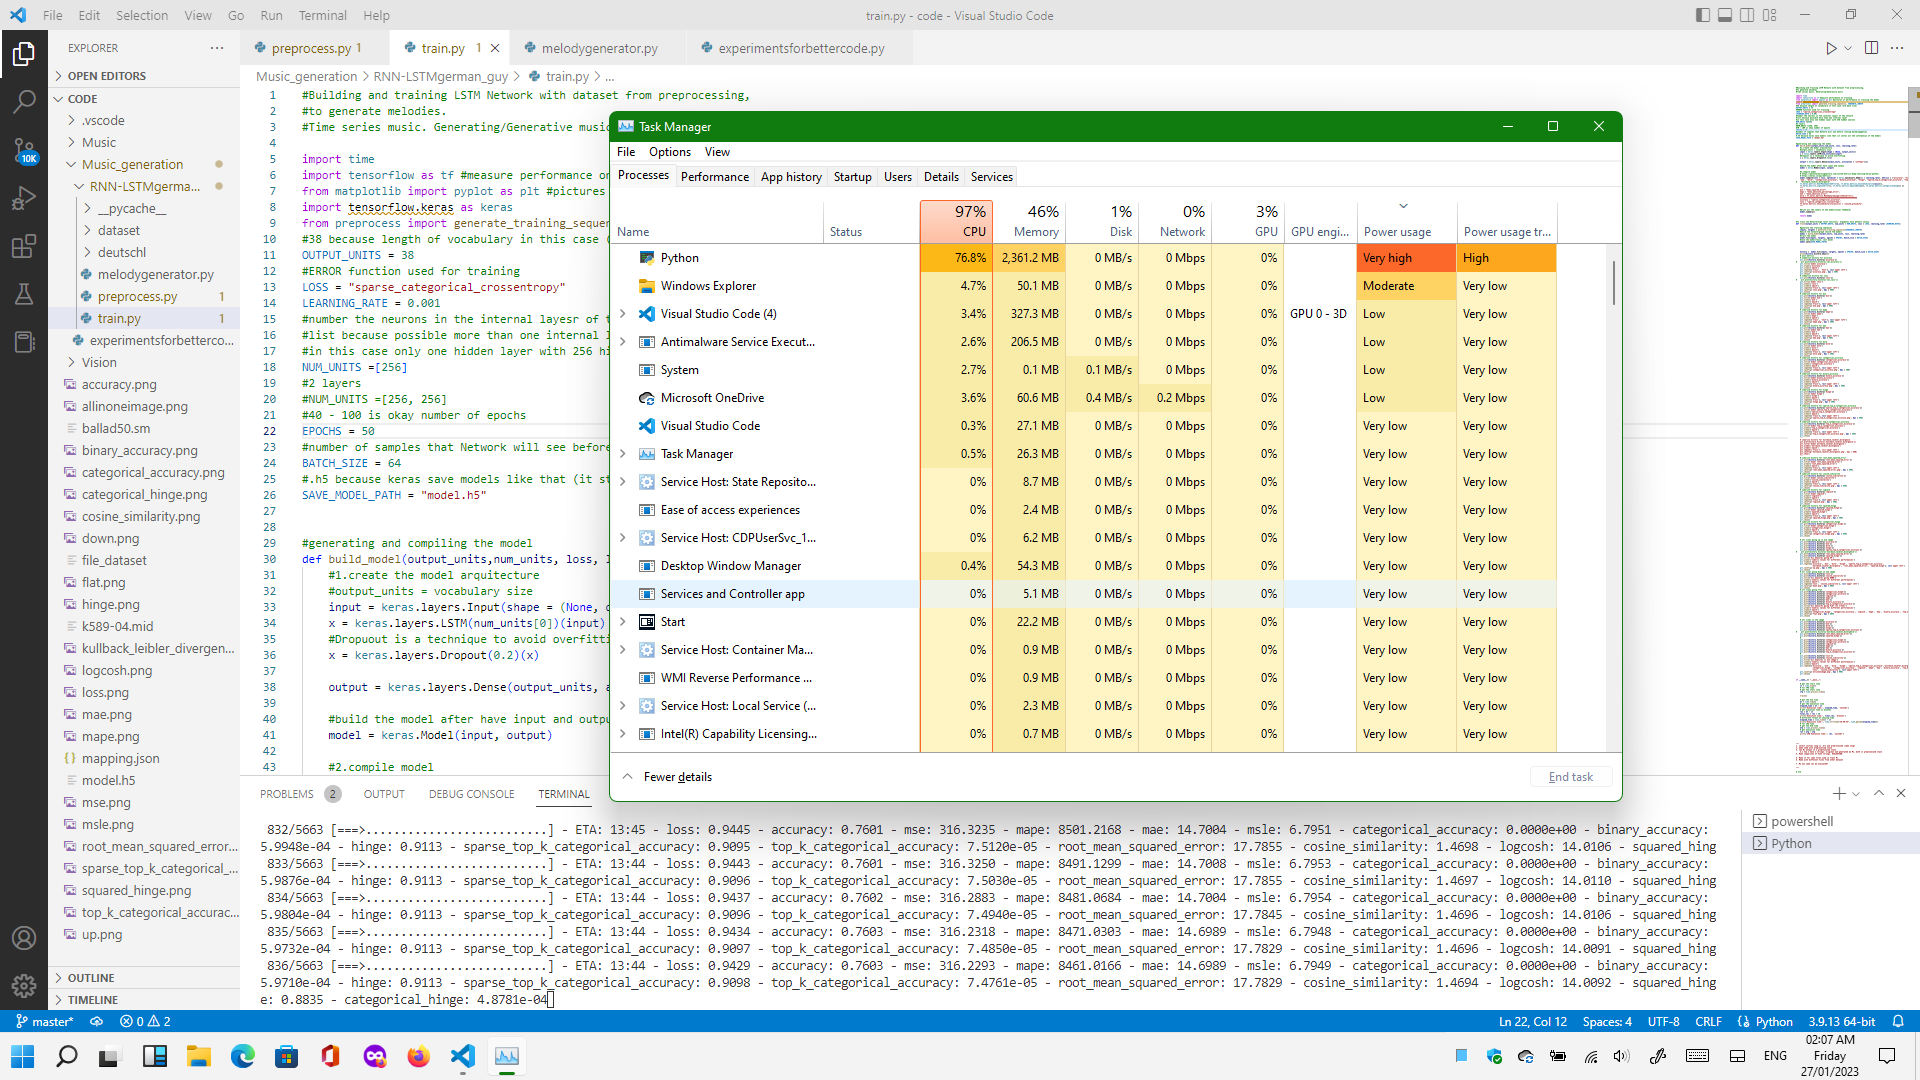 File Edit Selection View Go Run Terminal Help
train.py - code - Visual Studio Code
EXPLORER
OPEN EDITORS
CODE
.vscode
Music
Music_generation
RNN-LSTMgerma...
__pycache__
dataset
deutschl
melodygenerator.py
preprocess.py 1
train.py 1
experimentsforbetterco...
Vision
accuracy.png
allinoneimage.png
ballad50.sm
binary_accuracy.png
categorical_accuracy.png
categorical_hinge.png
cosine_similarity.png
down.png
file_dataset
flat.png
hinge.png
k589-04.mid
kullback_leibler_divergen...
logcosh.png
loss.png
mae.png
mape.png
mapping.json
model.h5
mse.png
msle.png
root_mean_squared_error...
sparse_top_k_categorical_...
squared_hinge.png
top_k_categorical_accurac...
up.png
OUTLINE
TIMELINE
10K
preprocess.py 1
train.py 1
melodygenerator.py
experimentsforbettercode.py
Music_generation > RNN-LSTMgerman_guy > train.py > ...
1 #Building and training LSTM Network with dataset from preprocessing,
2 #to generate melodies.
3 #Time series music. Generating/Generative music
4
5 import time
6 import tensorflow as tf #measure performance on
7 from matplotlib import pyplot as plt #pictures
8 import tensorflow.keras as keras
9 from preprocess import generate_training_sequen
10 #38 because length of vocabulary in this case (
11 OUTPUT_UNITS = 38
12 #ERROR function used for training
13 LOSS = "sparse_categorical_crossentropy"
14 LEARNING_RATE = 0.001
15 #number the neurons in the internal layesr of t
16 #list because possible more than one internal l
17 #in this case only one hidden layer with 256 hi
18 NUM_UNITS =[256]
19 #2 layers
20 #NUM_UNITS =[256, 256]
21 #40 - 100 is okay number of epochs
22 EPOCHS = 50
23 #number of samples that Network will see before
24 BATCH_SIZE = 64
25 #.h5 because keras save models like that (it st
26 SAVE_MODEL_PATH = "model.h5"
27
28
29 #generating and compiling the model
30 def build_model(output_units,num_units, loss, l
31 #1.create the model arquitecture
32 #output_units = vocabulary size
33 input = keras.layers.Input(shape = (None, o
34 x = keras.layers.LSTM(num_units[0])(input)
35 #Dropuout is a technique to avoid overfitti
36 x = keras.layers.Dropout(0.2)(x)
37
38 output = keras.layers.Dense(output_units, a
39
40 #build the model after have input and outpu
41 model = keras.Model(input, output)
42
43 #2.compile model
Task Manager
File Options View
Processes Performance App history Startup Users Details Services
97% 46% 1% 0% 3%
Name Status CPU Memory Disk Network GPU GPU engi... Power usage Power usage tr...
Python 76.8% 2,361.2 MB 0 MB/s 0 Mbps 0% Very high High
Windows Explorer 4.7% 50.1 MB 0 MB/s 0 Mbps 0% Moderate Very low
Visual Studio Code (4) 3.4% 327.3 MB 0 MB/s 0 Mbps 0% GPU 0 - 3D Low Very low
Antimalware Service Execut... 2.6% 206.5 MB 0 MB/s 0 Mbps 0% Low Very low
System 2.7% 0.1 MB 0.1 MB/s 0 Mbps 0% Low Very low
Microsoft OneDrive 3.6% 60.6 MB 0.4 MB/s 0.2 Mbps 0% Low Very low
Visual Studio Code 0.3% 27.1 MB 0 MB/s 0 Mbps 0% Very low Very low
Task Manager 0.5% 26.3 MB 0 MB/s 0 Mbps 0% Very low Very low
Service Host: State Reposito... 0% 8.7 MB 0 MB/s 0 Mbps 0% Very low Very low
Ease of access experiences 0% 2.4 MB 0 MB/s 0 Mbps 0% Very low Very low
Service Host: CDPUserSvc_1... 0% 6.2 MB 0 MB/s 0 Mbps 0% Very low Very low
Desktop Window Manager 0.4% 54.3 MB 0 MB/s 0 Mbps 0% Very low Very low
Services and Controller app 0% 5.1 MB 0 MB/s 0 Mbps 0% Very low Very low
Start 0% 22.2 MB 0 MB/s 0 Mbps 0% Very low Very low
Service Host: Container Ma... 0% 0.9 MB 0 MB/s 0 Mbps 0% Very low Very low
WMI Reverse Performance ... 0% 0.9 MB 0 MB/s 0 Mbps 0% Very low Very low
Service Host: Local Service (... 0% 2.3 MB 0 MB/s 0 Mbps 0% Very low Very low
Intel(R) Capability Licensing... 0% 0.7 MB 0 MB/s 0 Mbps 0% Very low Very low
Fewer details
End task
PROBLEMS 2 OUTPUT DEBUG CONSOLE TERMINAL
832/5663 [===>..........................] - ETA: 13:45 - loss: 0.9445 - accuracy: 0.7601 - mse: 316.3235 - mape: 8501.2168 - mae: 14.7004 - msle: 6.7951 - categorical_accuracy: 0.0000e+00 - binary_accuracy:
5.9948e-04 - hinge: 0.9113 - sparse_top_k_categorical_accuracy: 0.9095 - top_k_categorical_accuracy: 7.5120e-05 - root_mean_squared_error: 17.7855 - cosine_similarity: 1.4698 - logcosh: 14.0106 - squared_hing
833/5663 [===>..........................] - ETA: 13:44 - loss: 0.9443 - accuracy: 0.7601 - mse: 316.3250 - mape: 8491.1299 - mae: 14.7008 - msle: 6.7953 - categorical_accuracy: 0.0000e+00 - binary_accuracy:
5.9876e-04 - hinge: 0.9113 - sparse_top_k_categorical_accuracy: 0.9096 - top_k_categorical_accuracy: 7.5030e-05 - root_mean_squared_error: 17.7855 - cosine_similarity: 1.4697 - logcosh: 14.0110 - squared_hing
834/5663 [===>..........................] - ETA: 13:44 - loss: 0.9437 - accuracy: 0.7602 - mse: 316.2883 - mape: 8481.0684 - mae: 14.7004 - msle: 6.7954 - categorical_accuracy: 0.0000e+00 - binary_accuracy:
5.9804e-04 - hinge: 0.9113 - sparse_top_k_categorical_accuracy: 0.9096 - top_k_categorical_accuracy: 7.4940e-05 - root_mean_squared_error: 17.7845 - cosine_similarity: 1.4696 - logcosh: 14.0106 - squared_hing
835/5663 [===>..........................] - ETA: 13:44 - loss: 0.9434 - accuracy: 0.7603 - mse: 316.2318 - mape: 8471.0303 - mae: 14.6989 - msle: 6.7948 - categorical_accuracy: 0.0000e+00 - binary_accuracy:
5.9732e-04 - hinge: 0.9113 - sparse_top_k_categorical_accuracy: 0.9097 - top_k_categorical_accuracy: 7.4850e-05 - root_mean_squared_error: 17.7829 - cosine_similarity: 1.4696 - logcosh: 14.0091 - squared_hing
836/5663 [===>..........................] - ETA: 13:44 - loss: 0.9429 - accuracy: 0.7603 - mse: 316.2293 - mape: 8461.0166 - mae: 14.6989 - msle: 6.7949 - categorical_accuracy: 0.0000e+00 - binary_accuracy:
5.9710e-04 - hinge: 0.9113 - sparse_top_k_categorical_accuracy: 0.9098 - top_k_categorical_accuracy: 7.4761e-05 - root_mean_squared_error: 17.7829 - cosine_similarity: 1.4694 - logcosh: 14.0092 - squared_hing
e: 0.8835 - categorical_hinge: 4.8781e-04
powershell
Python
master* 0 2
Ln 22, Col 12 Spaces: 4 UTF-8 CRLF Python 3.9.13 64-bit
ENG
02:07 AM
Friday
27/01/2023